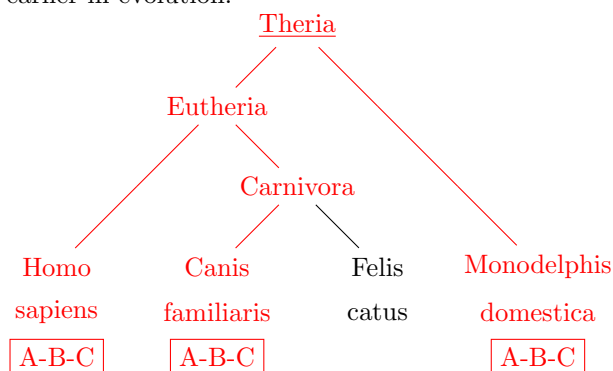 earlier in evolution.
Theria
Eutheria
Carnivora
Homo sapiens
Canis familiaris
Felis catus
Monodelphis domestica
A-B-C
A-B-C
A-B-C